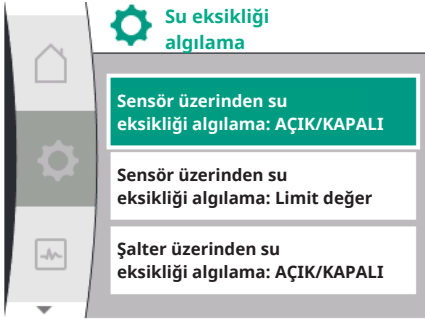 Su eksikliği
algılama
Sensör üzerinden su
eksikliği algılama: AÇIK/KAPALI
Sensör üzerinden su
eksikliği algılama: Limit değer
Şalter üzerinden su
eksikliği algılama: AÇIK/KAPALI